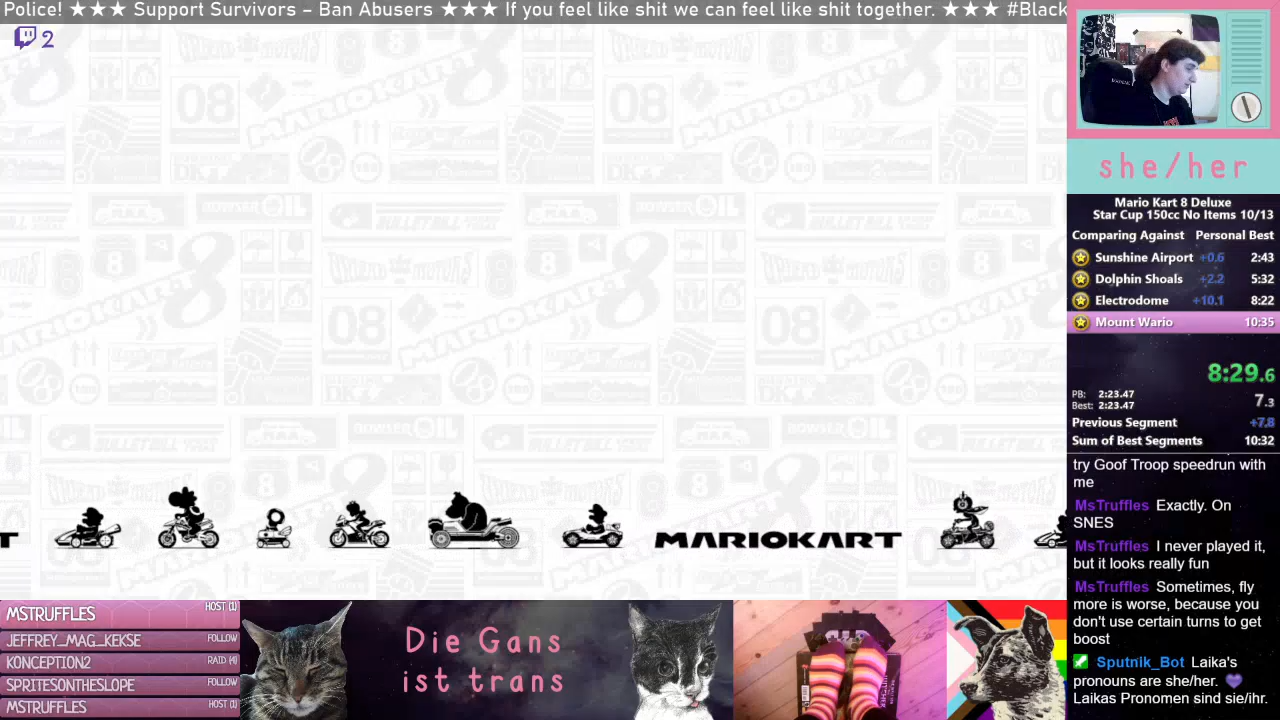 Police! ★★★ Support Survivors – Ban Abusers ★★★ If you feel like shit we can feel like shit together. ★★★ #Black
2
she/her
Mario Kart 8 Deluxe
Star Cup 150cc No Items 10/13
Comparing Against Personal Best
Sunshine Airport +0.6 2:43
Dolphin Shoals +2.2 5:32
Electrodome +10.1 8:22
Mount Wario 10:35
8:29.6
PB: 2:23.47
Best: 2:23.47
7.3
Previous Segment +7.8
Sum of Best Segments 10:32
try Goof Troop speedrun with
me
MsTruffles Exactly. On
SNES
MsTruffles I never played it,
but it looks really fun
MsTruffles Sometimes, fly
more is worse, because you
don't use certain turns to get
boost
Sputnik_Bot Laika's
pronouns are she/her. 💜
Laikas Pronomen sind sie/ihr.
MARIOKART
MSTRUFFLES HOST (1)
JEFFREY_MAG_KEKSE FOLLOW
KONCEPTION2 RAID (4)
SPRITESONTHESLOPE FOLLOW
MSTRUFFLES HOST (1)
Die Gans
ist trans